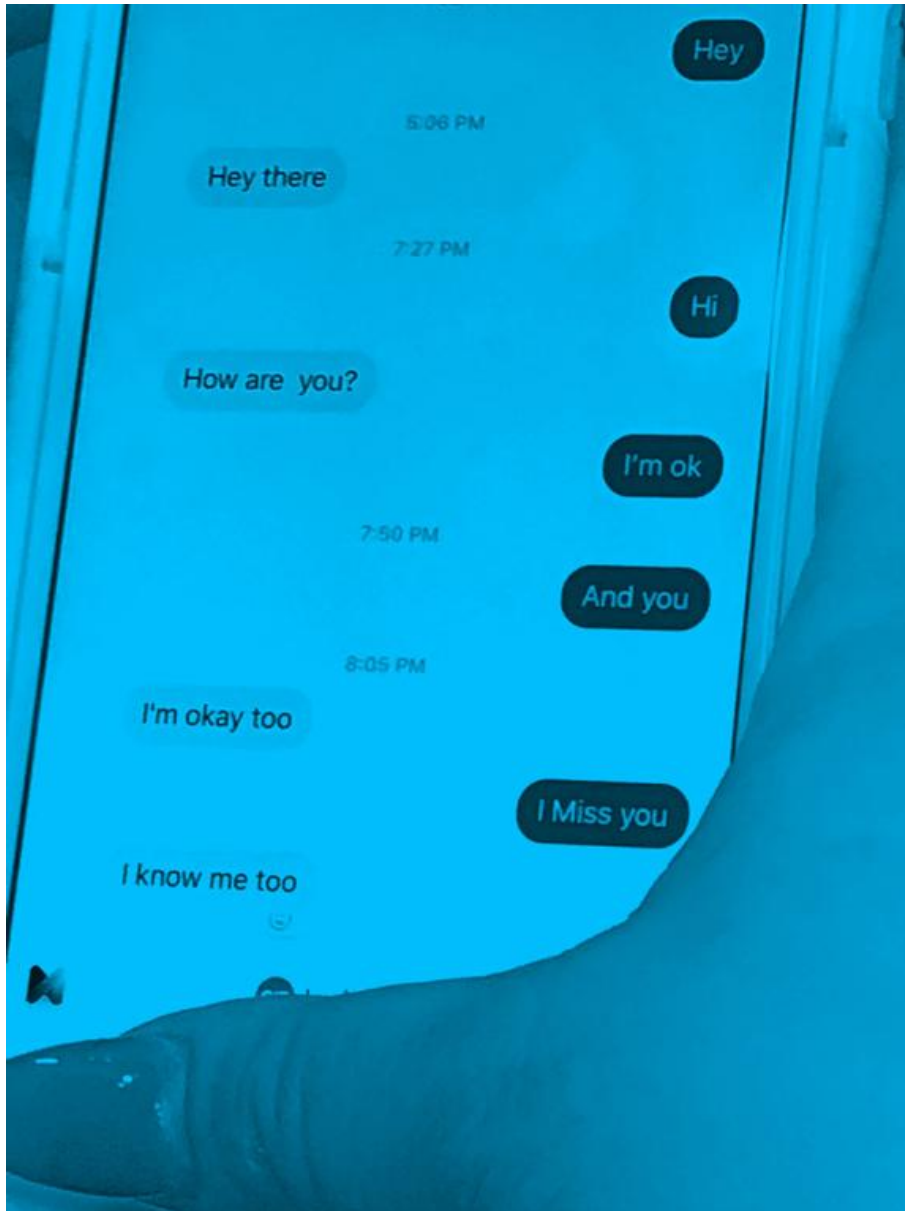 Hey
5:06 PM
Hey there
7:27 PM
Hi
How are you?
I'm ok
7:50 PM
And you
8:05 PM
I'm okay too
I Miss you
I know me too